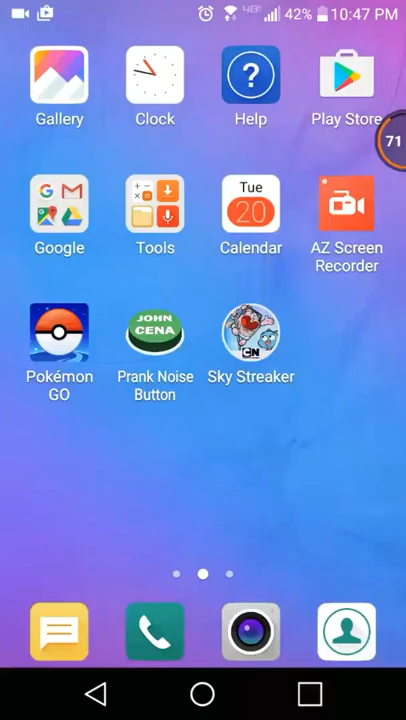 4G 42% 10:47 PM
Gallery Clock Help Play Store
71
Tue
20
Google Tools Calendar AZ Screen
Recorder
JOHN
CENA
CN
Pokémon Prank Noise Sky Streaker
GO Button